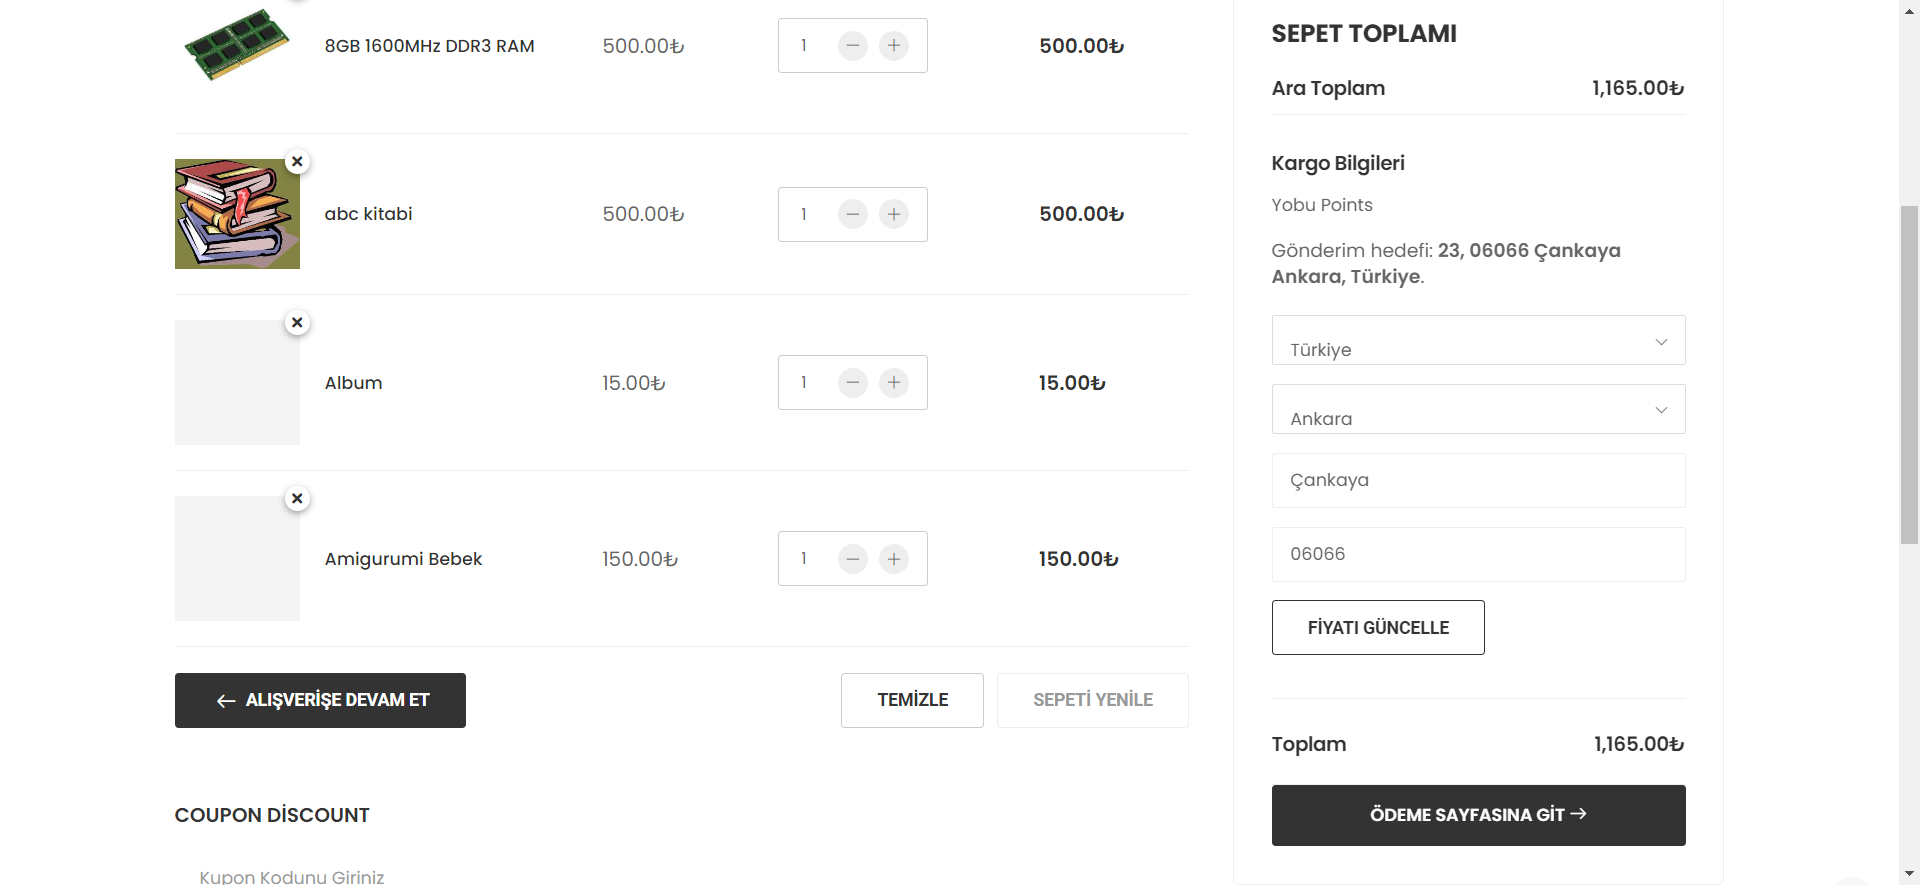 8GB 1600MHz DDR3 RAM 500.00₺ 1 − + 500.00₺
abc kitabi 500.00₺ 1 − + 500.00₺
Album 15.00₺ 1 − + 15.00₺
Amigurumi Bebek 150.00₺ 1 − + 150.00₺
← ALIŞVERİŞE DEVAM ET
TEMİZLE
SEPETİ YENİLE
COUPON DİSCOUNT
Kupon Kodunu Giriniz
SEPET TOPLAMI
Ara Toplam 1,165.00₺
Kargo Bilgileri
Yobu Points
Gönderim hedefi: 23, 06066 Çankaya
Ankara, Türkiye.
Türkiye
Ankara
Çankaya
06066
FİYATI GÜNCELLE
Toplam 1,165.00₺
ÖDEME SAYFASINA GİT →